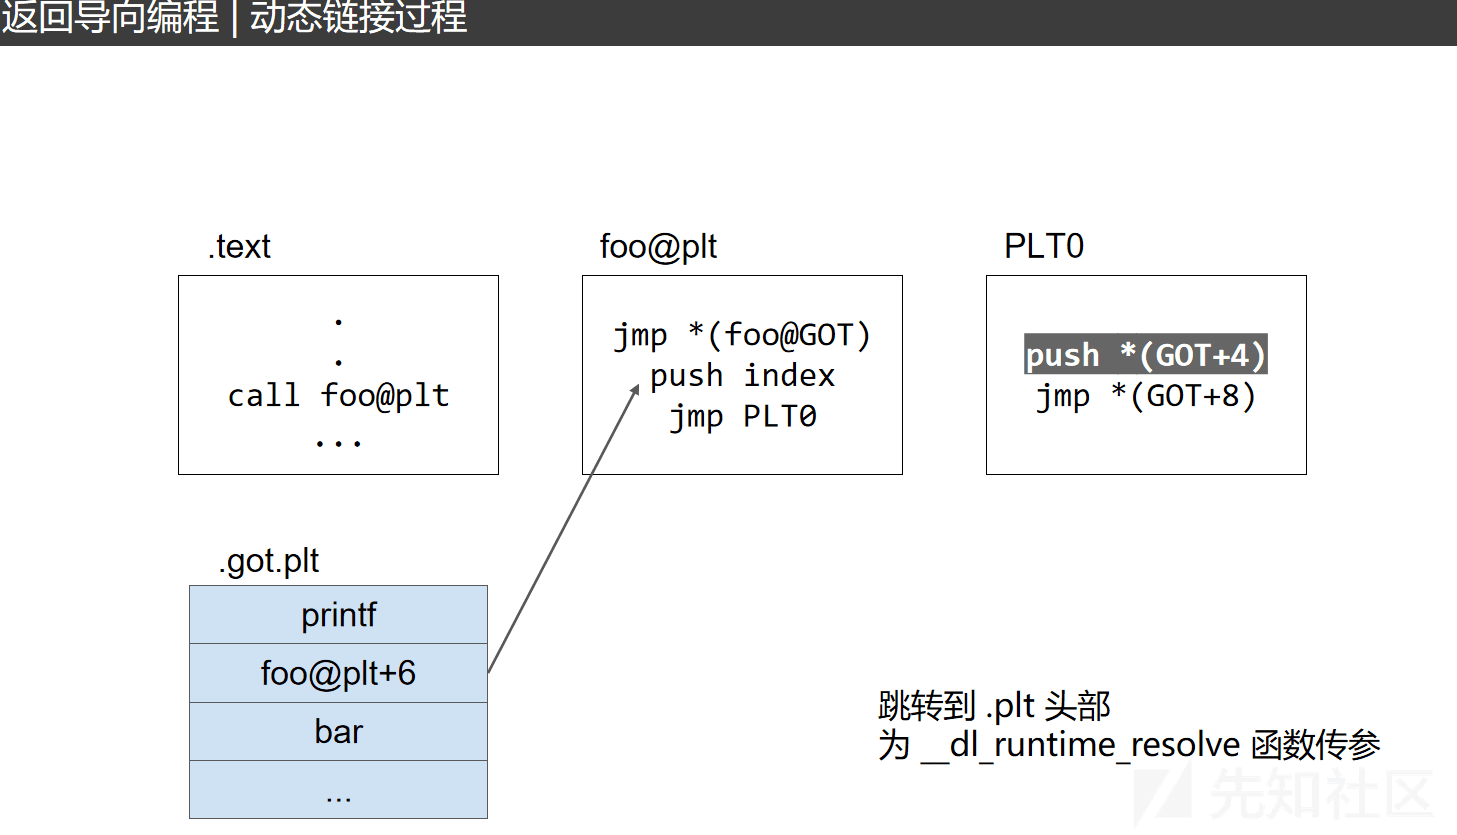 返回导向编程 | 动态链接过程
.text
.
.
call foo@plt
...
foo@plt
jmp *(foo@GOT)
push index
jmp PLT0
PLT0
push *(GOT+4)
jmp *(GOT+8)
.got.plt
printf
foo@plt+6
bar
...
跳转到 .plt 头部
为 __dl_runtime_resolve 函数传参
先知社区